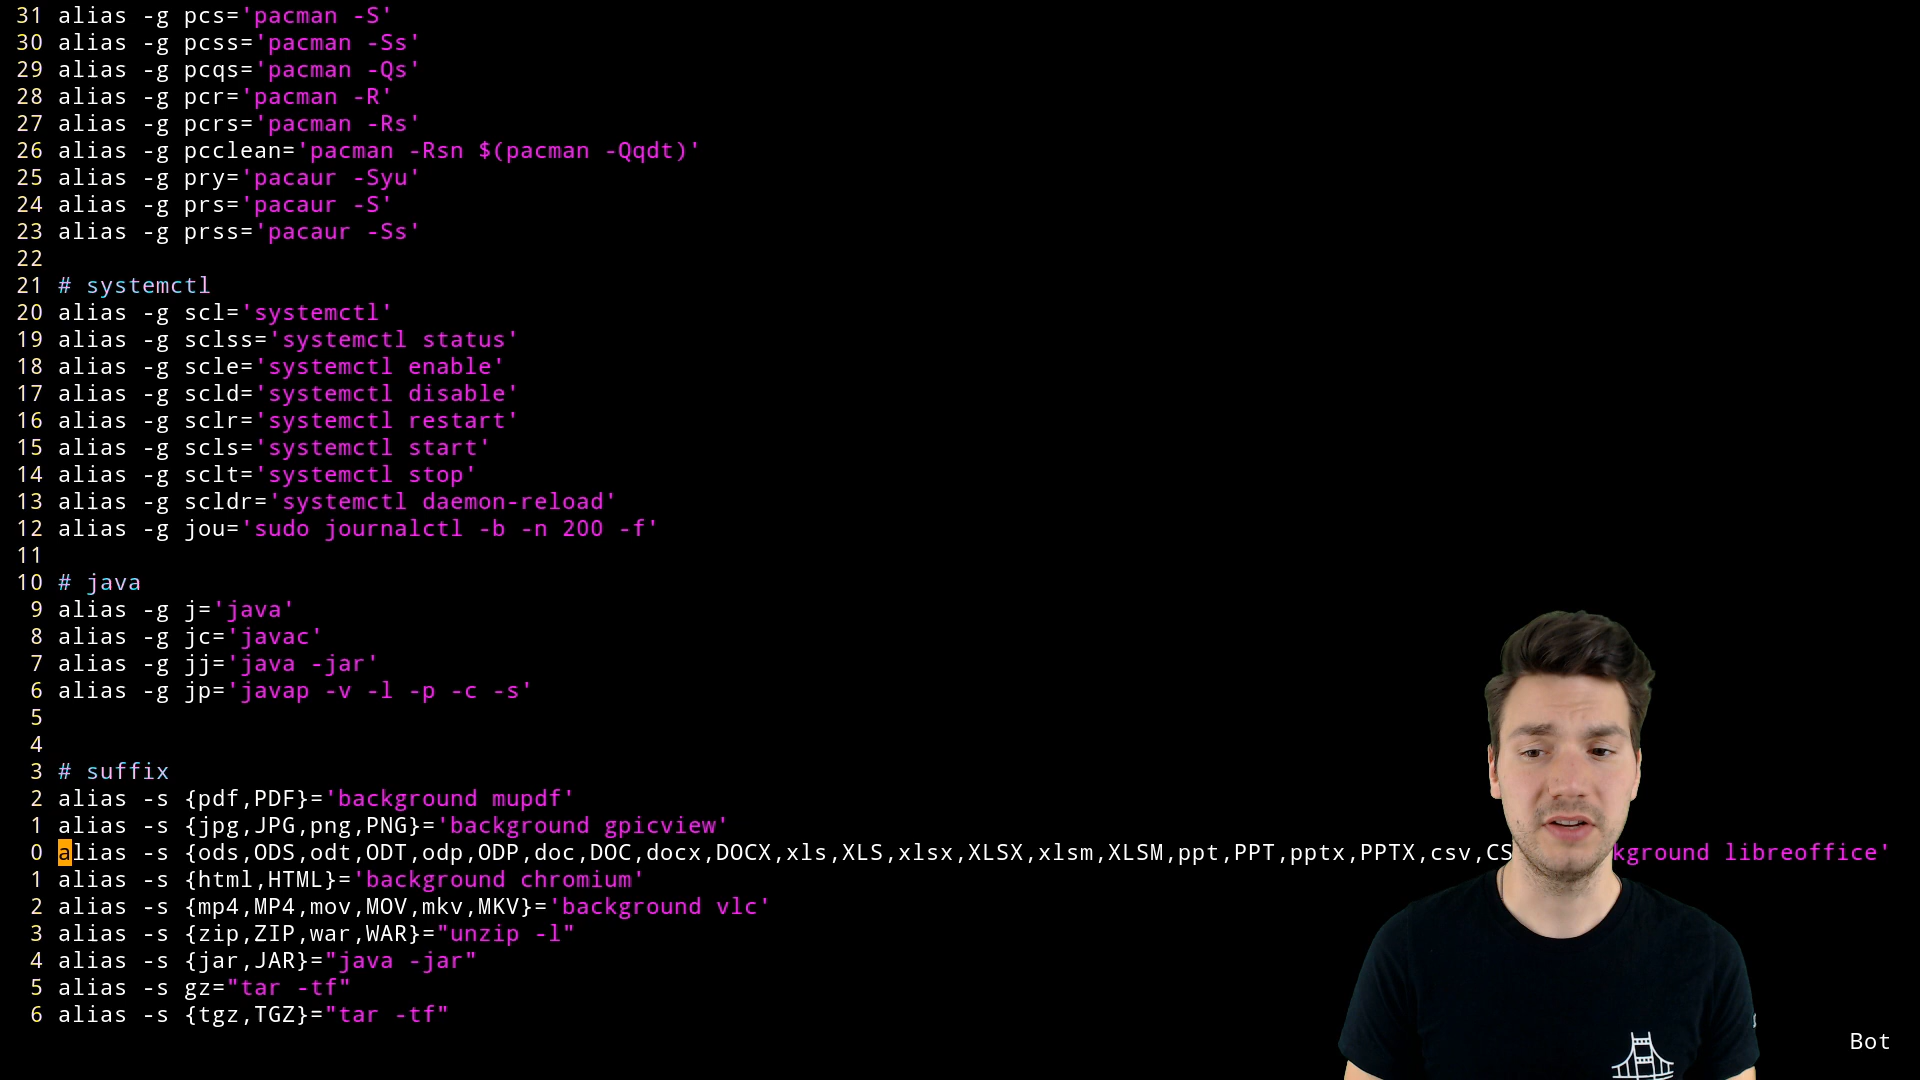 31 alias -g pcs='pacman -S'
30 alias -g pcss='pacman -Ss'
29 alias -g pcqs='pacman -Qs'
28 alias -g pcr='pacman -R'
27 alias -g pcrs='pacman -Rs'
26 alias -g pcclean='pacman -Rsn $(pacman -Qqdt)'
25 alias -g pry='pacaur -Syu'
24 alias -g prs='pacaur -S'
23 alias -g prss='pacaur -Ss'
22
21 # systemctl
20 alias -g scl='systemctl'
19 alias -g sclss='systemctl status'
18 alias -g scle='systemctl enable'
17 alias -g scld='systemctl disable'
16 alias -g sclr='systemctl restart'
15 alias -g scls='systemctl start'
14 alias -g sclt='systemctl stop'
13 alias -g scldr='systemctl daemon-reload'
12 alias -g jou='sudo journalctl -b -n 200 -f'
11
10 # java
9 alias -g j='java'
8 alias -g jc='javac'
7 alias -g jj='java -jar'
6 alias -g jp='javap -v -l -p -c -s'
5
4
3 # suffix
2 alias -s {pdf,PDF}='background mupdf'
1 alias -s {jpg,JPG,png,PNG}='background gpicview'
0 alias -s {ods,ODS,odt,ODT,odp,ODP,doc,DOC,docx,DOCX,xls,XLS,xlsx,XLSX,xlsm,XLSM,ppt,PPT,pptx,PPTX,csv,CS kground libreoffice'
1 alias -s {html,HTML}='background chromium'
2 alias -s {mp4,MP4,mov,MOV,mkv,MKV}='background vlc'
3 alias -s {zip,ZIP,war,WAR}="unzip -l"
4 alias -s {jar,JAR}="java -jar"
5 alias -s gz="tar -tf"
6 alias -s {tgz,TGZ}="tar -tf"
Bot